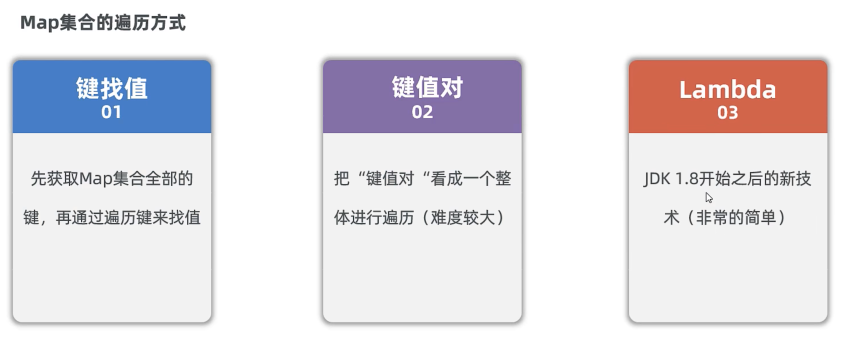 Map集合的遍历方式
键找值
01
先获取Map集合全部的
键，再通过遍历键来找值
键值对
02
把“键值对“看成一个整
体进行遍历（难度较大）
Lambda
03
JDK 1.8开始之后的新技
术（非常的简单）